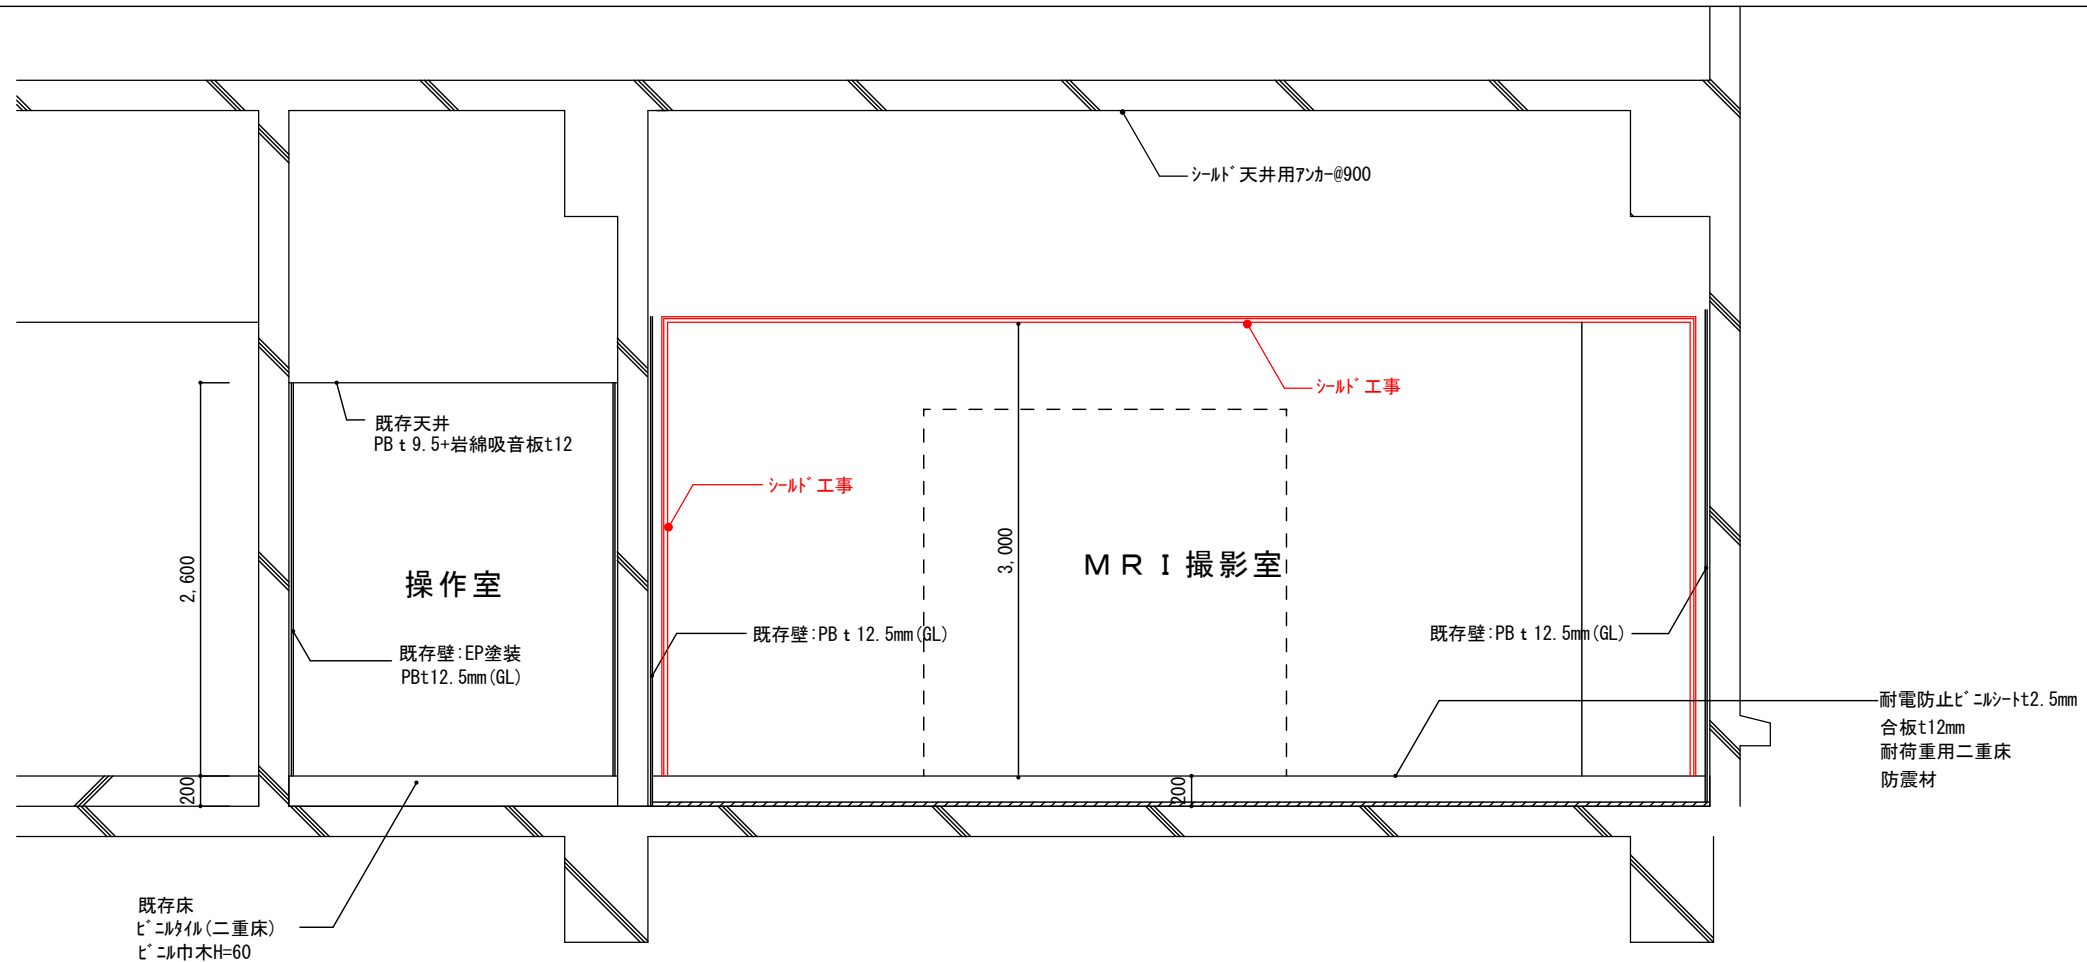 シールド天井用アンカー@900
シールド工事
既存天井
PBｔ9.5+岩綿吸音板t12
シールド工事
2,600
3,000
操作室
ＭＲＩ撮影室
既存壁:PBｔ12.5mm(GL)
既存壁:PBｔ12.5mm(GL)
既存壁:EP塗装
PBt12.5mm(GL)
耐電防止ビニルシートt2.5mm
合板t12mm
耐荷重用二重床
防震材
200
200
既存床
ビニルタイル(二重床)
ビニル巾木H=60